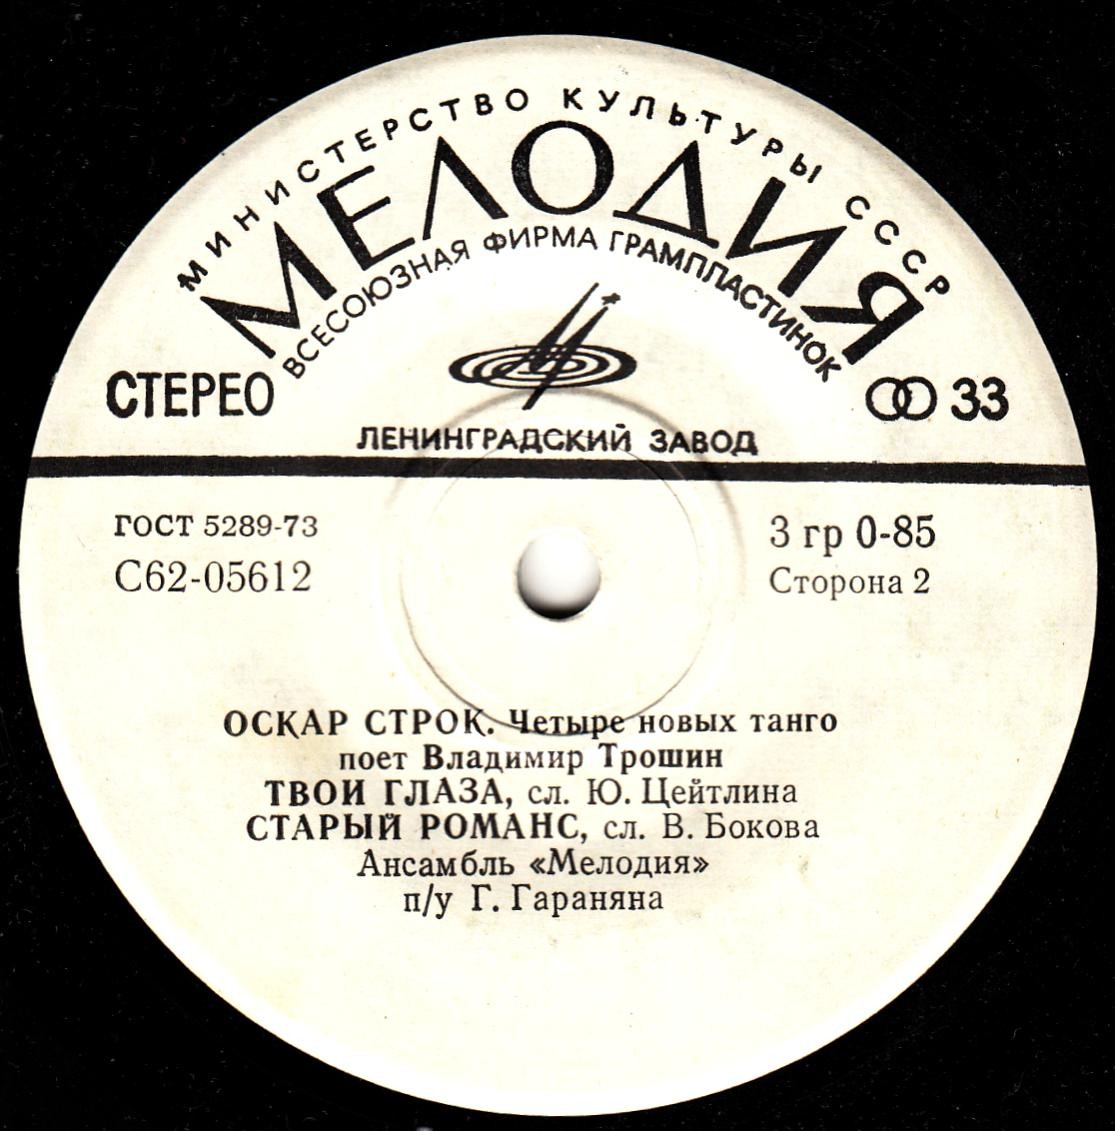 МИНИСТЕРСТВО КУЛЬТУРЫ СССР
МЕЛОДИЯ
ВСЕСОЮЗНАЯ ФИРМА ГРАМПЛАСТИНОК
СТЕРЕО
33
ЛЕНИНГРАДСКИЙ ЗАВОД
ГОСТ 5289-73
3 гр 0-85
С62-05612
Сторона 2
ОСКАР СТРОК. Четыре новых танго
поет Владимир Трошин
ТВОИ ГЛАЗА, сл. Ю. Цейтлина
СТАРЫЙ РОМАНС, сл. В. Бокова
Ансамбль «Мелодия»
п/у Г. Гараняна